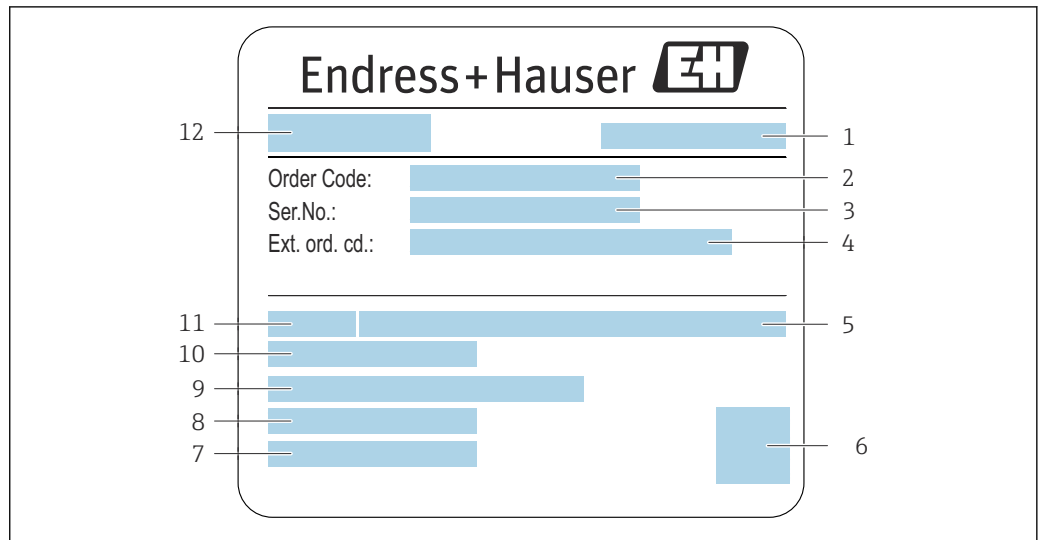 Endress+Hauser EH
12 1
Order Code: 2
Ser.No.: 3
Ext. ord. cd.: 4
11 5
10
9
8
7 6